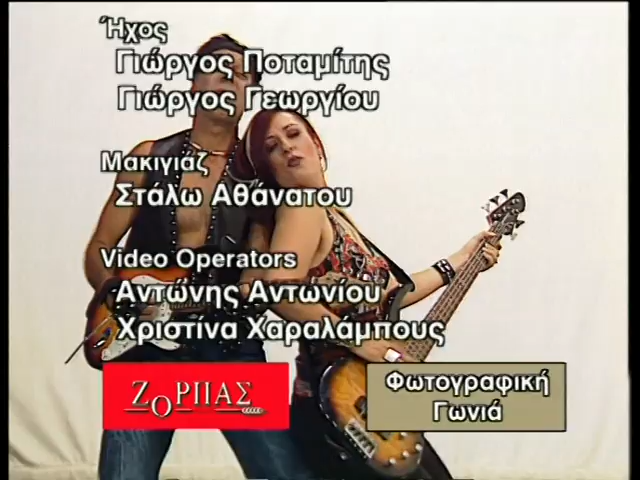 Ήχος
Γιώργος Ποταμίτης
Γιώργος Γεωργίου
Μακιγιάζ
Στάλω Αθάνατου
Video Operators
Αντώνης Αντωνίου
Χριστίνα Χαραλάμπους
ΖΟΡΠΑΣ
Φωτογραφική
Γωνιά